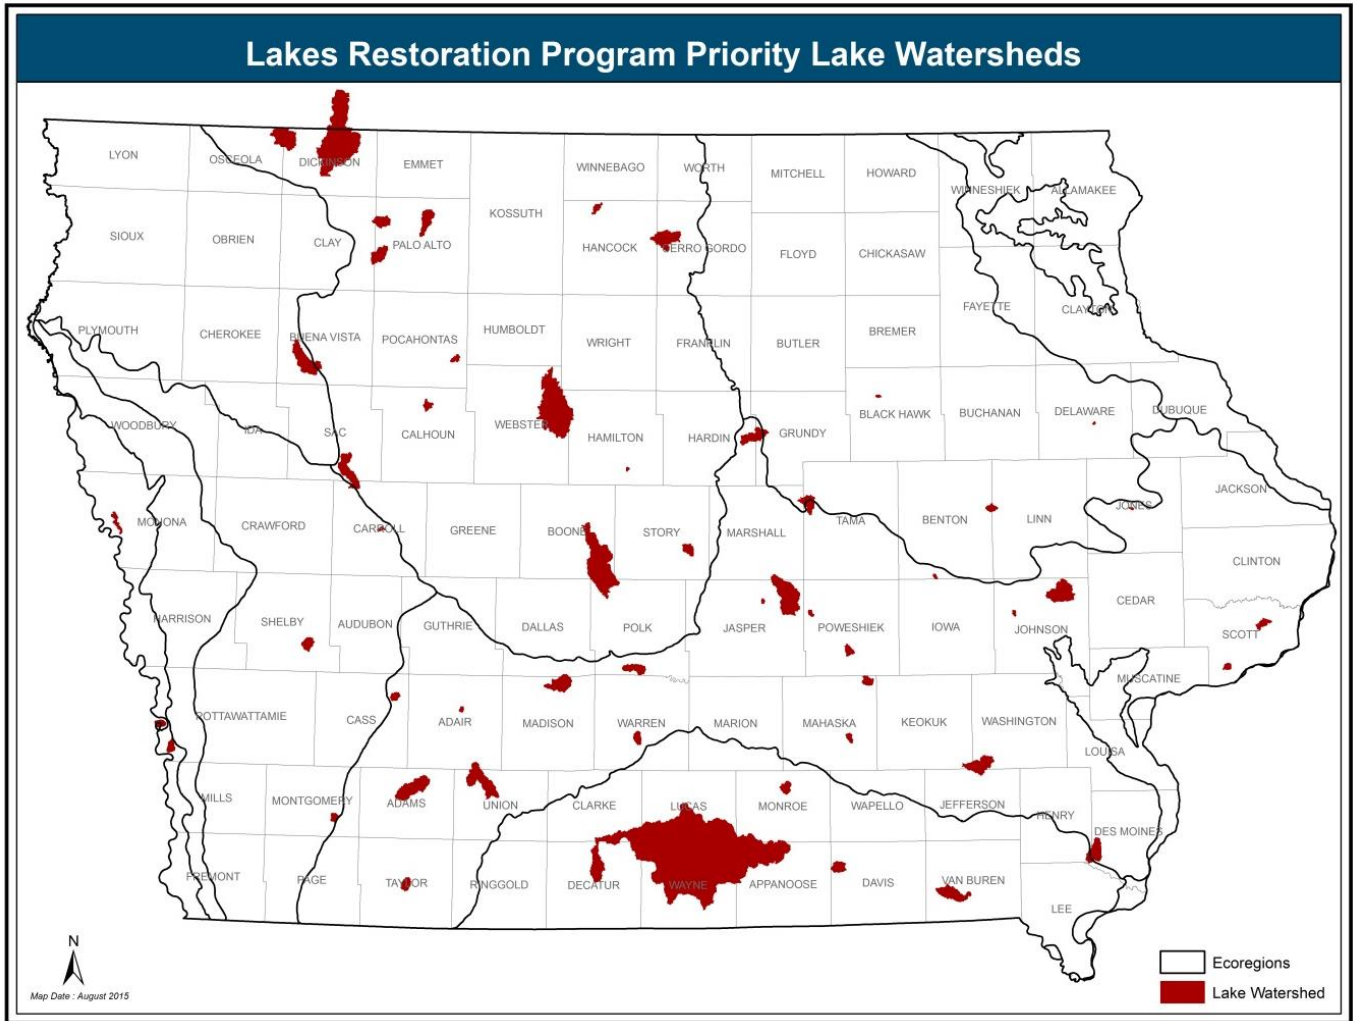 Lakes Restoration Program Priority Lake Watersheds
LYON
OSCEOLA
DICKINSON
EMMET
WINNEBAGO
WORTH
MITCHELL
HOWARD
WINNESHIEK
ALLAMAKEE
KOSSUTH
SIOUX
OBRIEN
CLAY
PALO ALTO
HANCOCK
CERRO GORDO
FLOYD
CHICKASAW
FAYETTE
CLAYTON
PLYMOUTH
CHEROKEE
BUENA VISTA
POCAHONTAS
HUMBOLDT
WRIGHT
FRANKLIN
BUTLER
BREMER
WOODBURY
IDA
SAC
CALHOUN
WEBSTER
HAMILTON
HARDIN
GRUNDY
BLACK HAWK
BUCHANAN
DELAWARE
DUBUQUE
MONONA
CRAWFORD
CARROLL
GREENE
BOONE
STORY
MARSHALL
TAMA
BENTON
LINN
JONES
JACKSON
CLINTON
HARRISON
SHELBY
AUDUBON
GUTHRIE
DALLAS
POLK
JASPER
POWESHIEK
IOWA
JOHNSON
CEDAR
SCOTT
MUSCATINE
POTTAWATTAMIE
CASS
ADAIR
MADISON
WARREN
MARION
MAHASKA
KEOKUK
WASHINGTON
LOUISA
MILLS
MONTGOMERY
ADAMS
UNION
CLARKE
LUCAS
MONROE
WAPELLO
JEFFERSON
HENRY
DES MOINES
FREMONT
PAGE
TAYLOR
RINGGOLD
DECATUR
WAYNE
APPANOOSE
DAVIS
VAN BUREN
LEE
N
Map Date : August 2015
Ecoregions
Lake Watershed